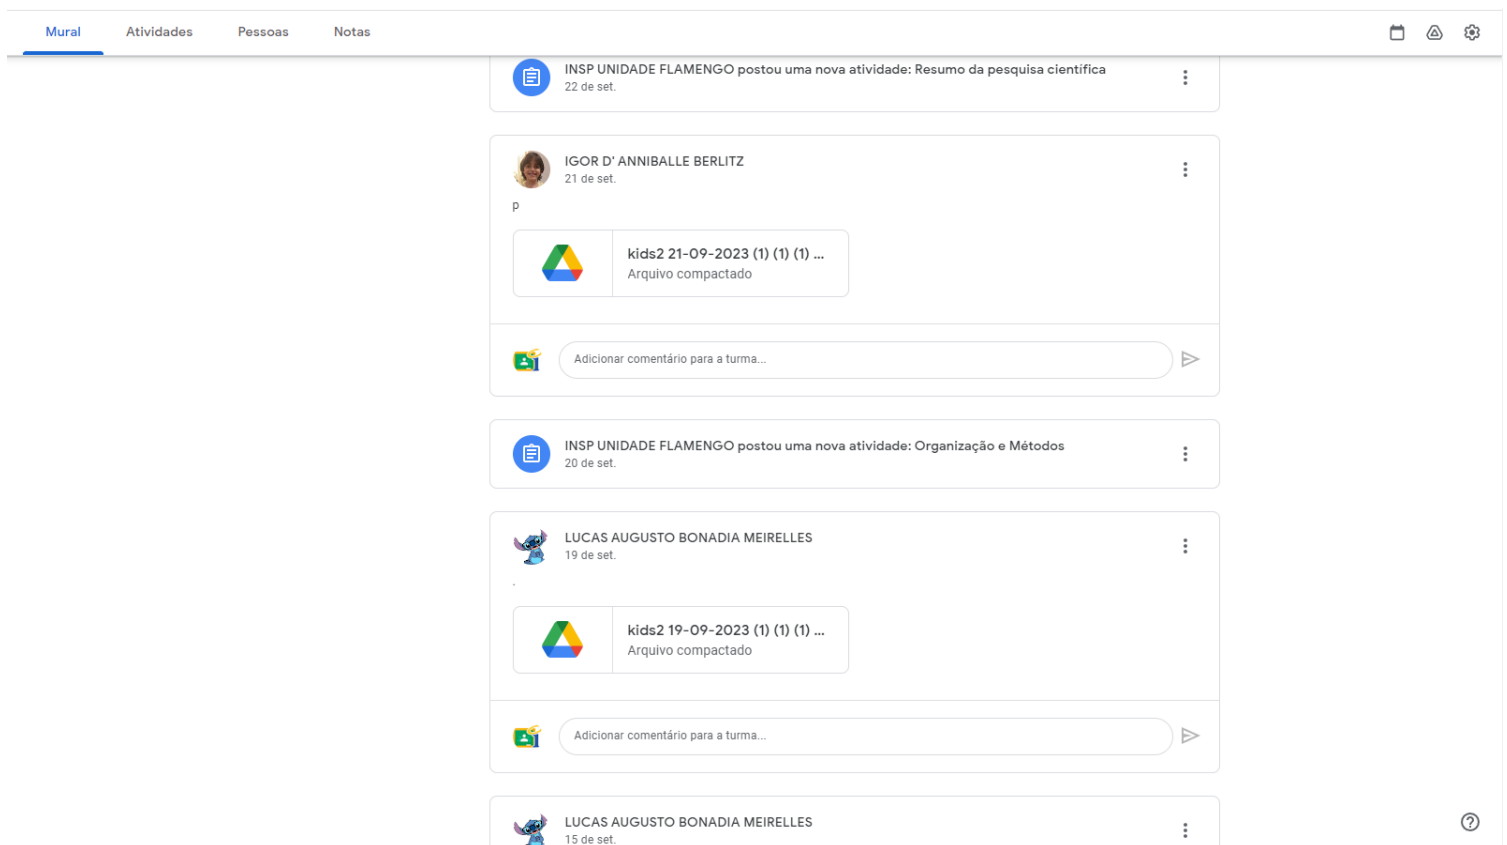 Mural Atividades Pessoas Notas
INSP UNIDADE FLAMENGO postou uma nova atividade: Resumo da pesquisa científica
22 de set.
IGOR D' ANNIBALLE BERLITZ
21 de set.
p
kids2 21-09-2023 (1) (1) (1) ...
Arquivo compactado
Adicionar comentário para a turma...
INSP UNIDADE FLAMENGO postou uma nova atividade: Organização e Métodos
20 de set.
LUCAS AUGUSTO BONADIA MEIRELLES
19 de set.
.
kids2 19-09-2023 (1) (1) (1) ...
Arquivo compactado
Adicionar comentário para a turma...
LUCAS AUGUSTO BONADIA MEIRELLES
15 de set.